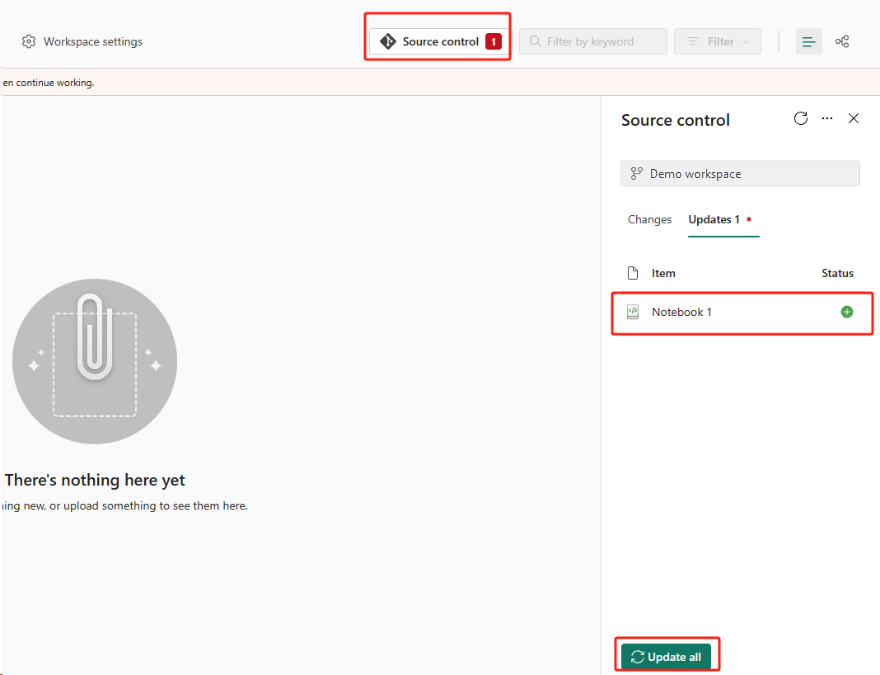 Workspace settings
Source control 1
Filter by keyword
Filter
en continue working.
Source control
Demo workspace
Changes
Updates 1
Item
Status
Notebook 1
There's nothing here yet
ning new, or upload something to see them here.
Update all